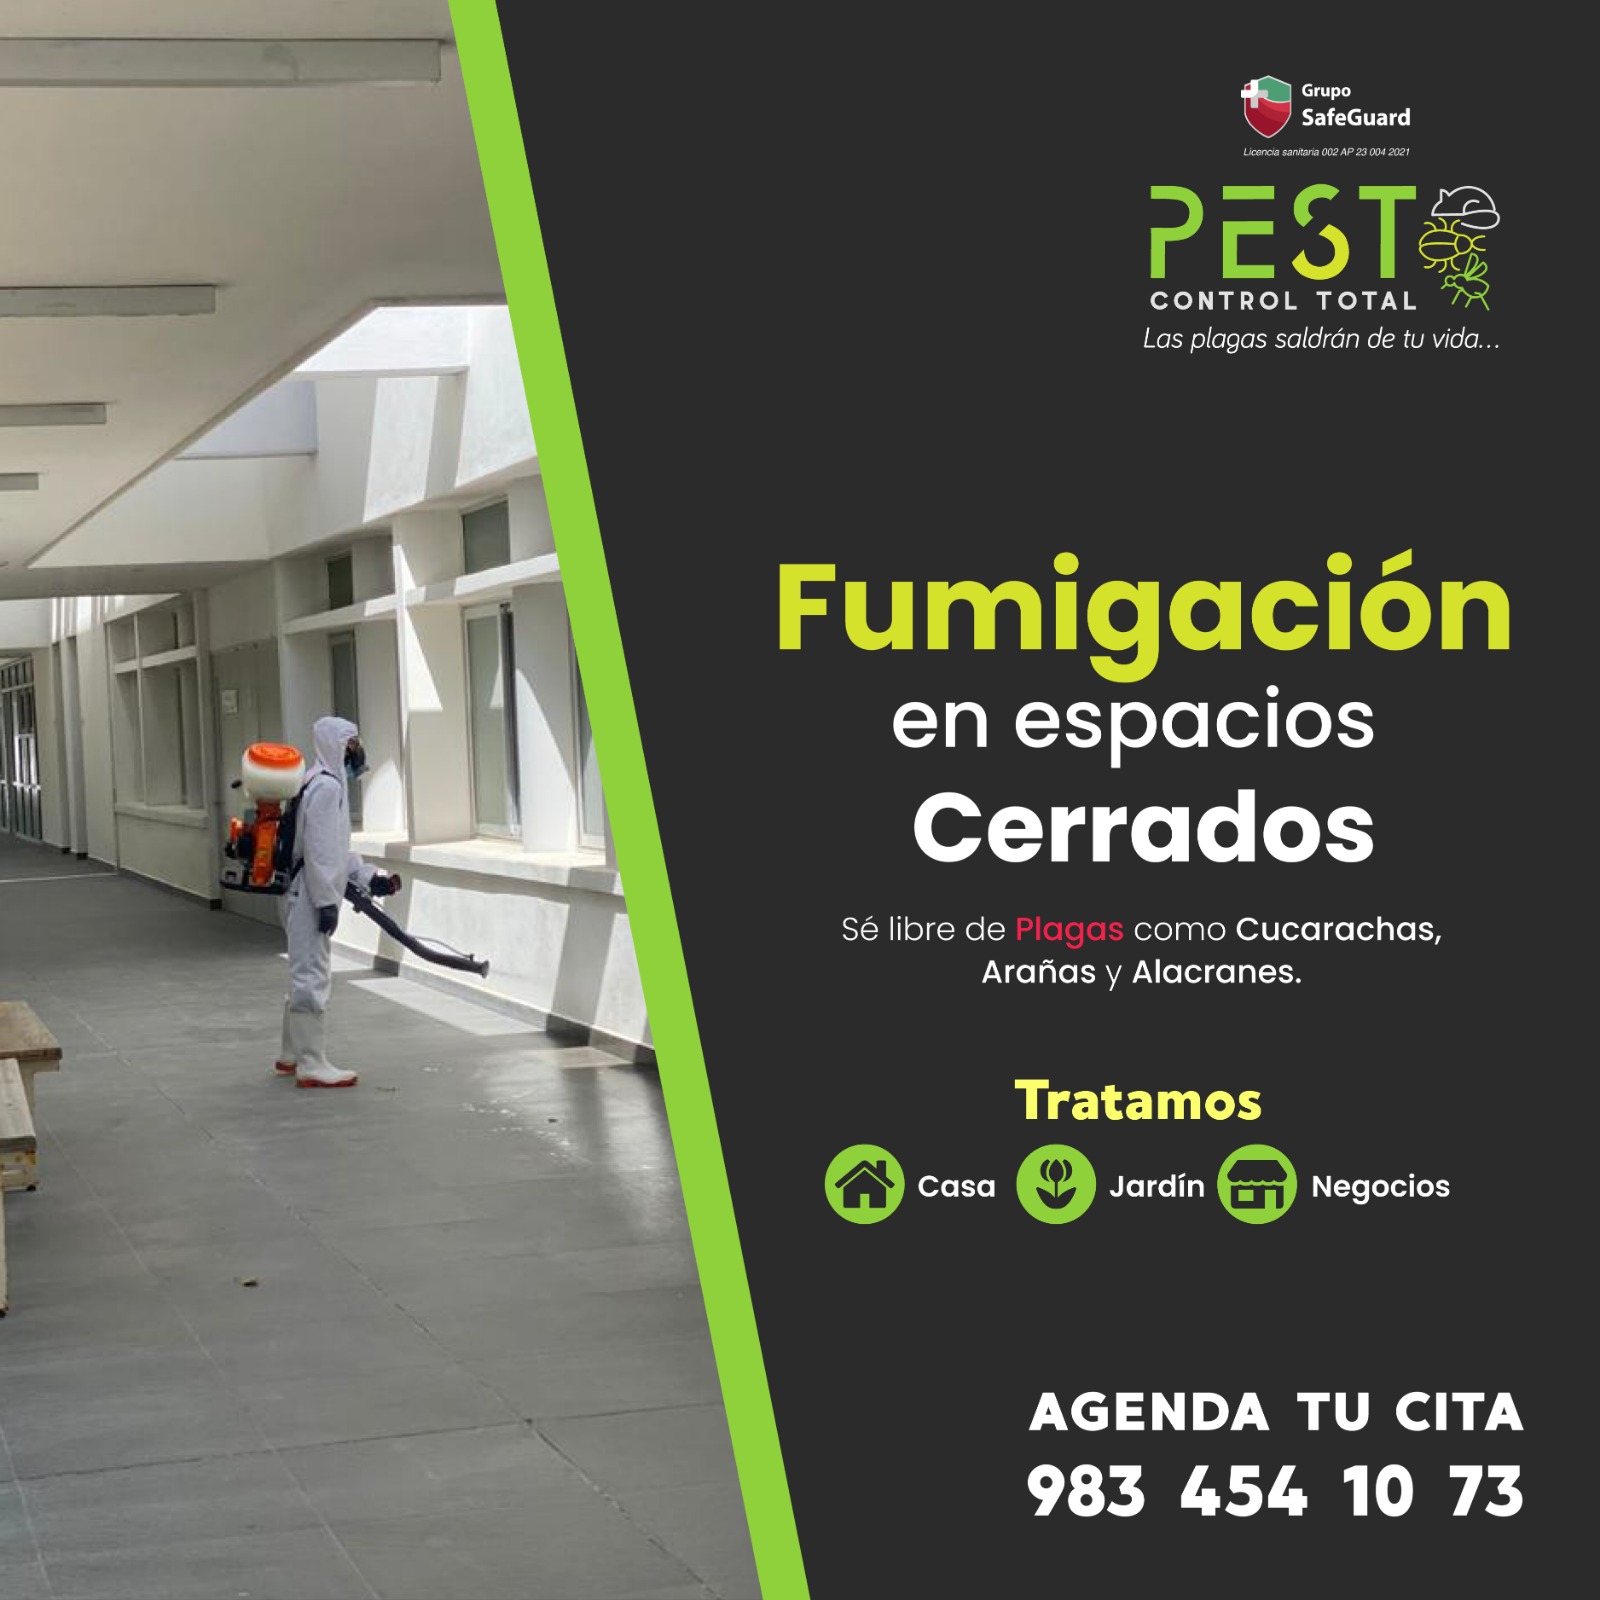 Grupo
SafeGuard
Licencia sanitaria 002 AP 23 004 2021
PEST
CONTROL TOTAL
Las plagas saldrán de tu vida...
Fumigación
en espacios
Cerrados
Sé libre de Plagas como Cucarachas,
Arañas y Alacranes.
Tratamos
Casa Jardín Negocios
AGENDA TU CITA
983 454 10 73